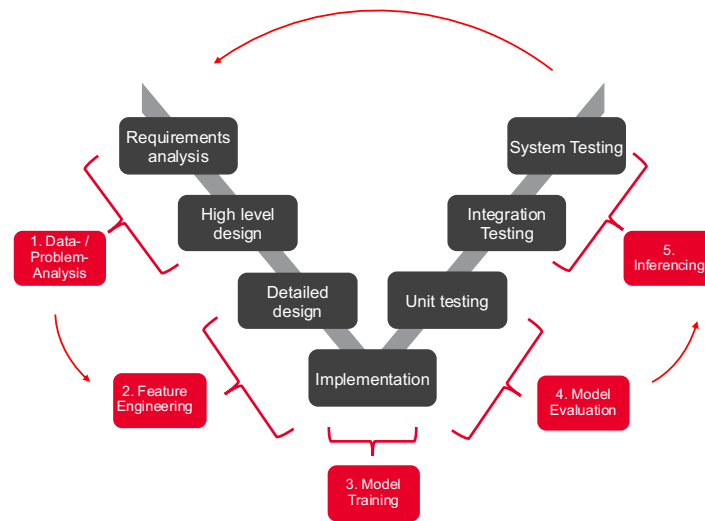 Requirements
analysis
System Testing
High level
design
Integration
Testing
1. Data- /
Problem-
Analysis
5.
Inferencing
Detailed
design
Unit testing
Implementation
2. Feature
Engineering
4. Model
Evaluation
3. Model
Training